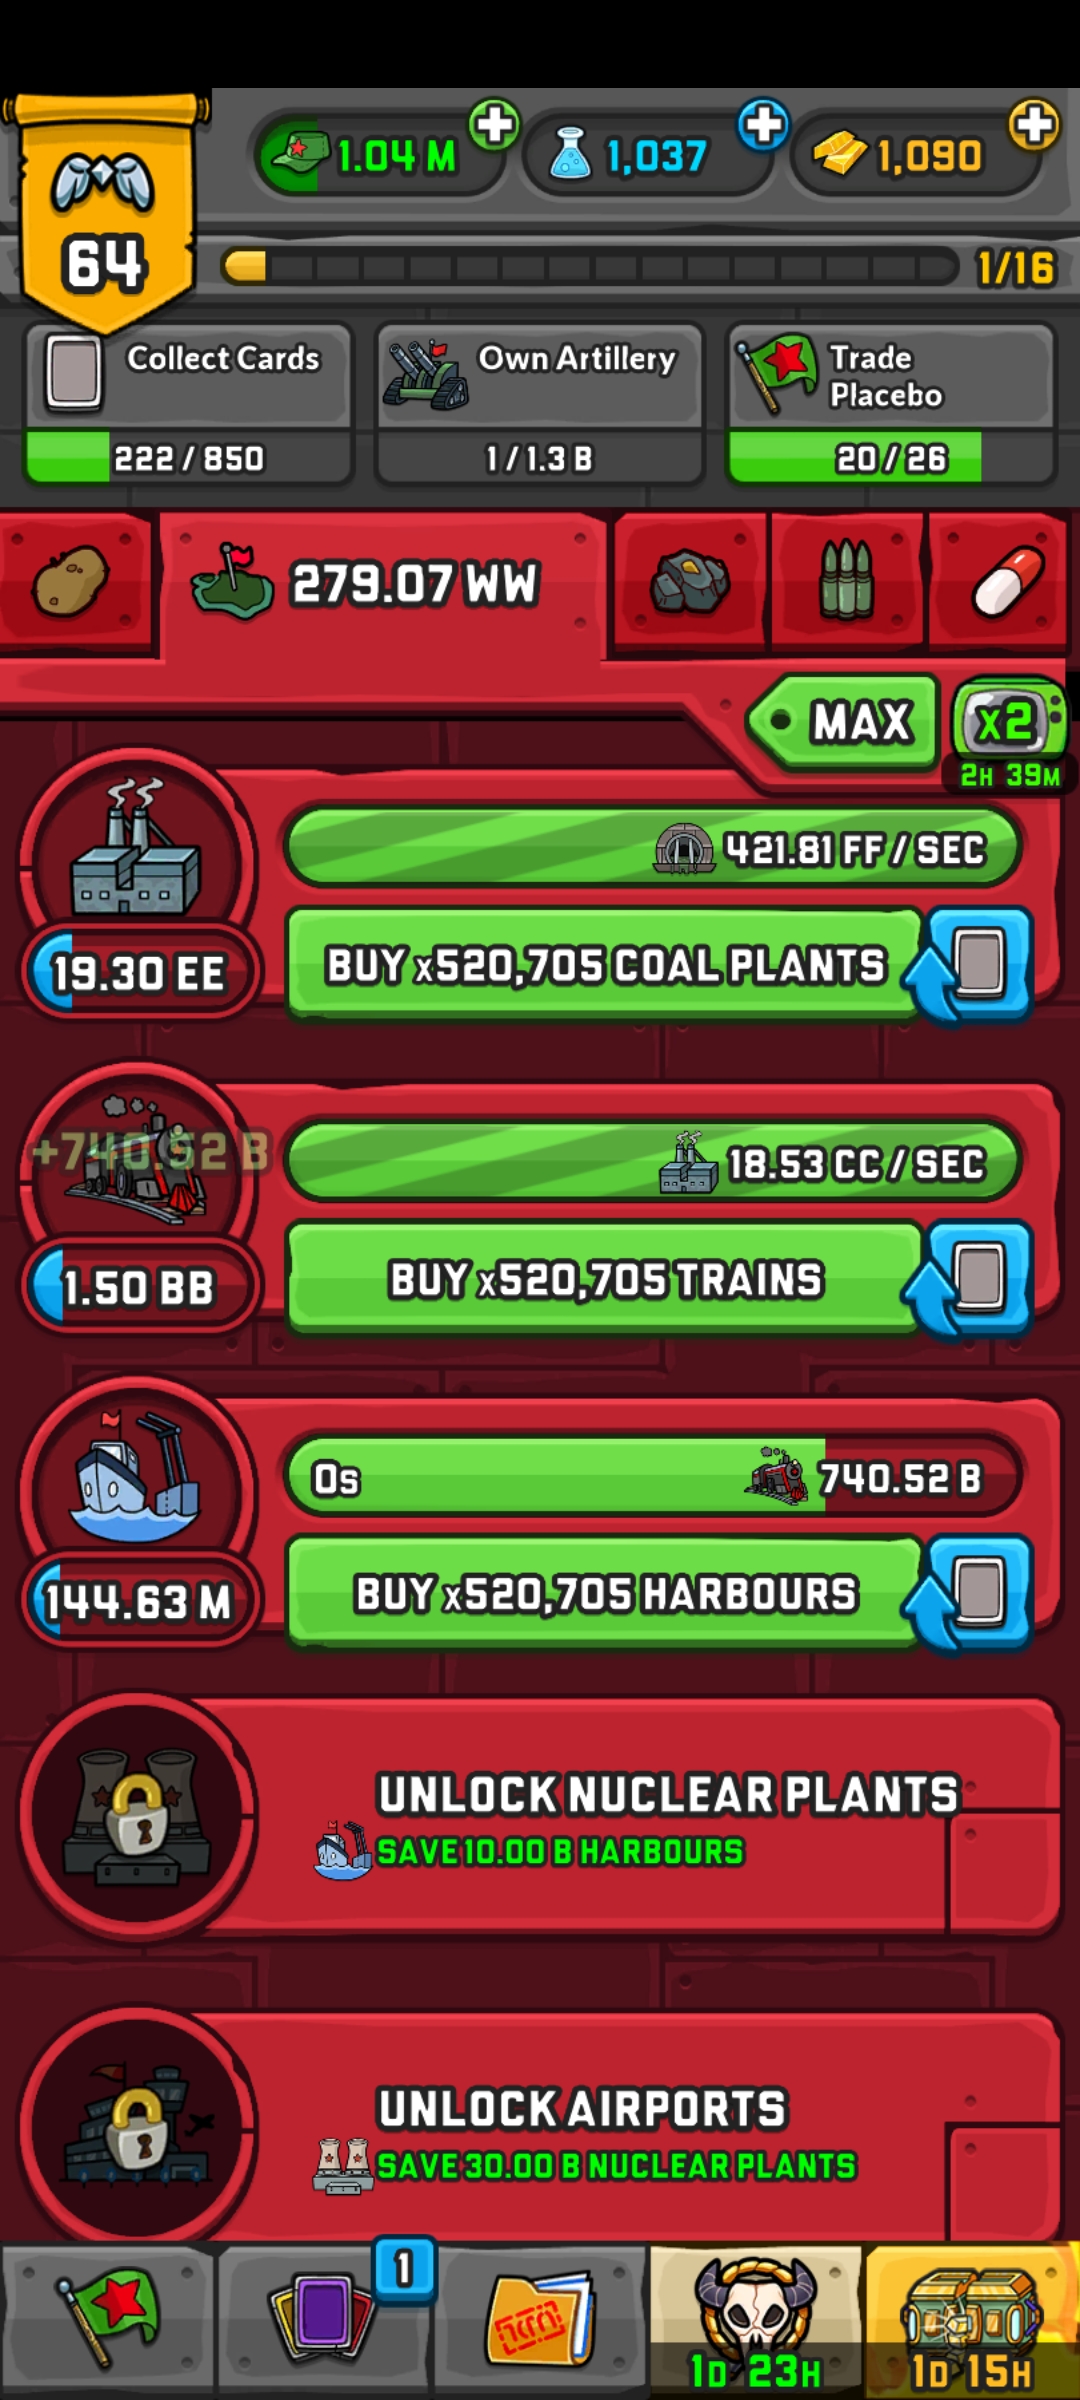 1.04 M
1,037
1,090
64
1/16
Collect Cards
222 / 850
Own Artillery
1 / 1.3 B
Trade
Placebo
20 / 26
279.07 WW
MAX
x2
2H 39M
421.81 FF / SEC
19.30 EE
BUY x520,705 COAL PLANTS
+740.52 B
18.53 CC / SEC
1.50 BB
BUY x520,705 TRAINS
0s
740.52 B
144.63 M
BUY x520,705 HARBOURS
UNLOCK NUCLEAR PLANTS
SAVE 10.00 B HARBOURS
UNLOCK AIRPORTS
SAVE 30.00 B NUCLEAR PLANTS
1
1D 23H
1D 15H